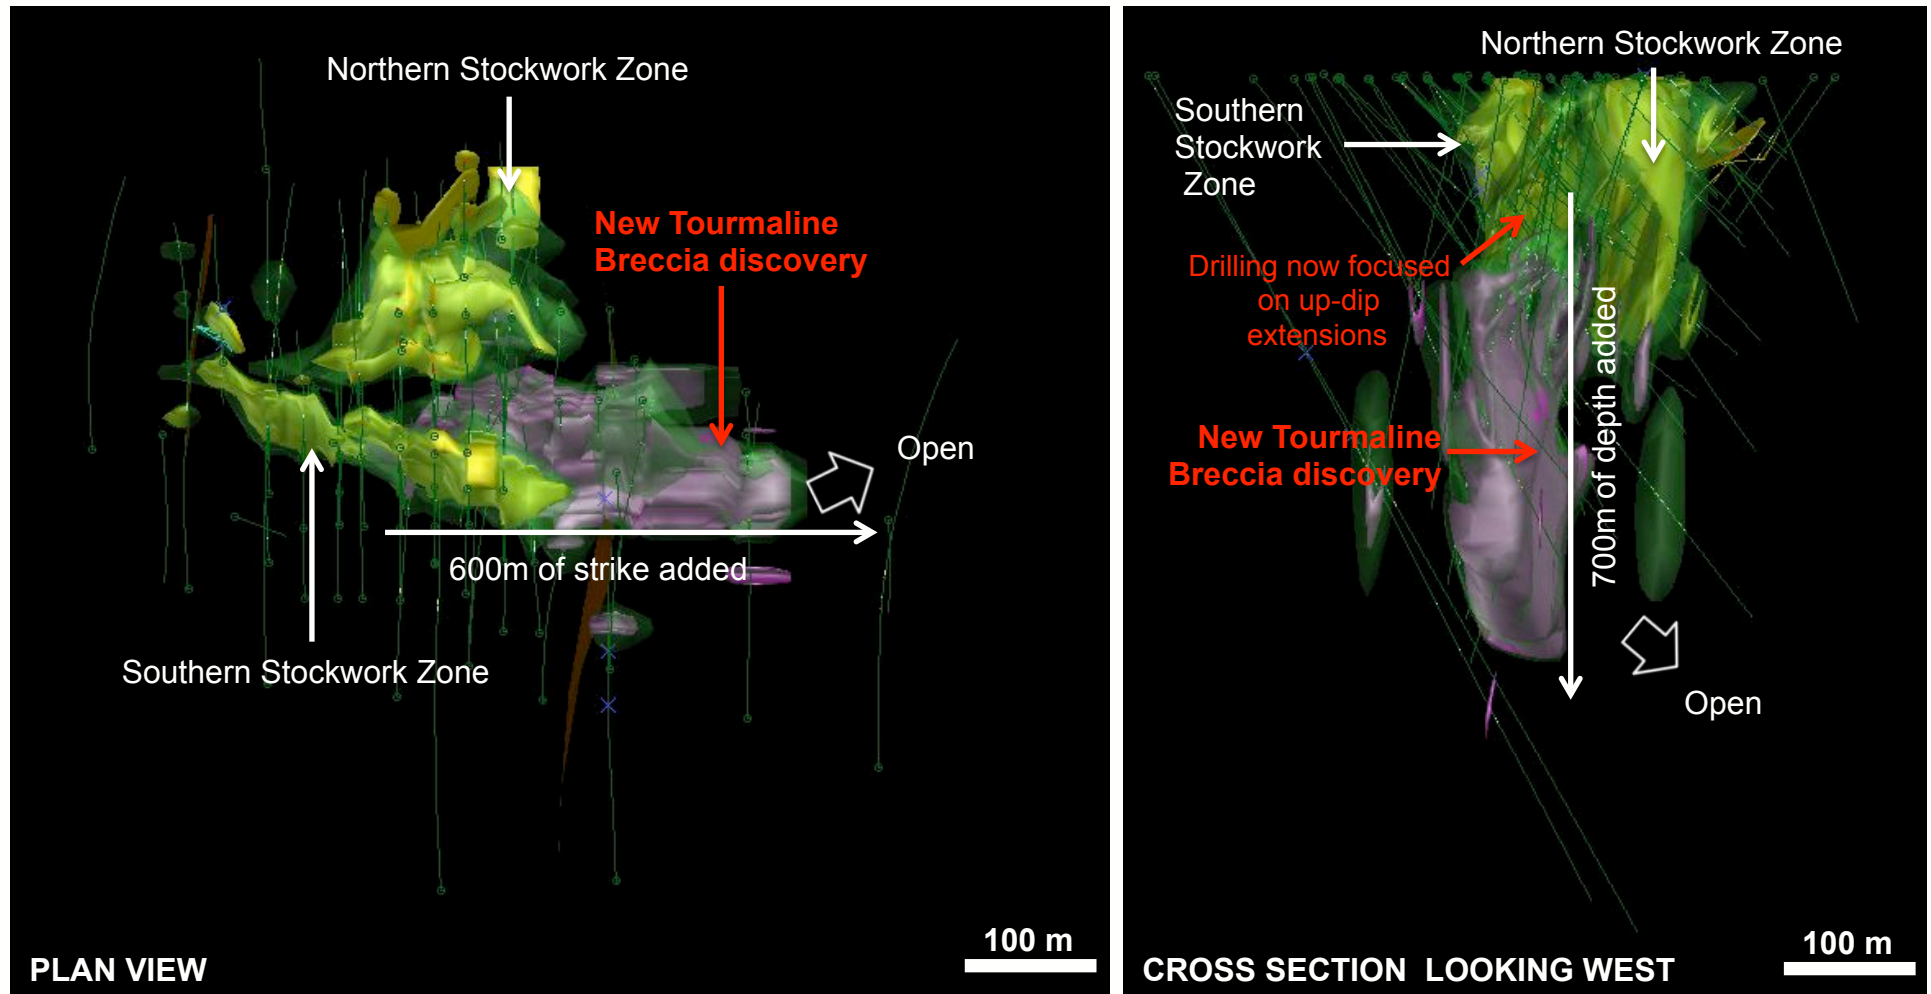 Northern Stockwork Zone
New Tourmaline
Breccia discovery
Open
600m of strike added
Southern Stockwork Zone
100 m
PLAN VIEW
Northern Stockwork Zone
Southern
Stockwork
Zone
Drilling now focused
on up-dip
extensions
New Tourmaline
Breccia discovery
700m of depth added
Open
100 m
CROSS SECTION LOOKING WEST